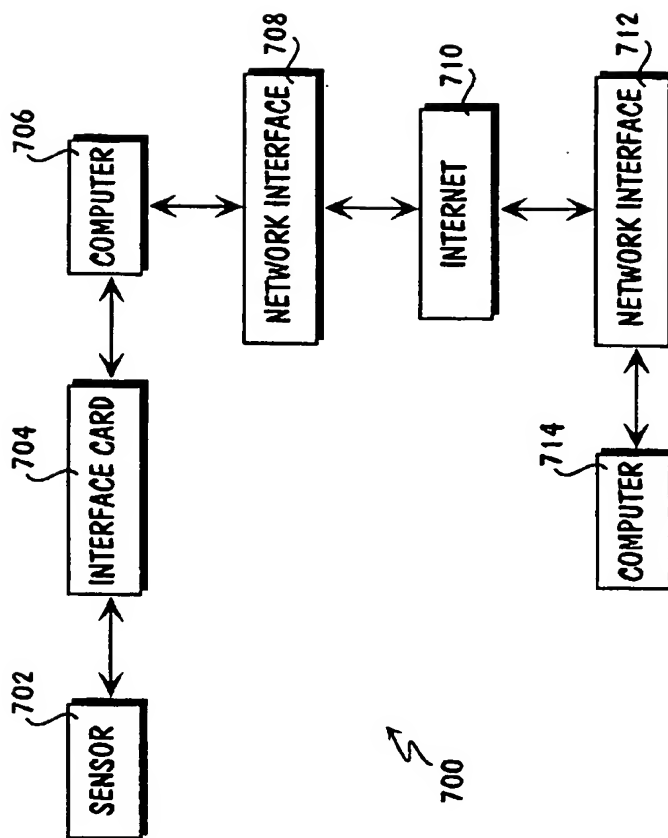 702
SENSOR
704
INTERFACE CARD
706
COMPUTER
708
NETWORK INTERFACE
710
INTERNET
712
NETWORK INTERFACE
714
COMPUTER
700